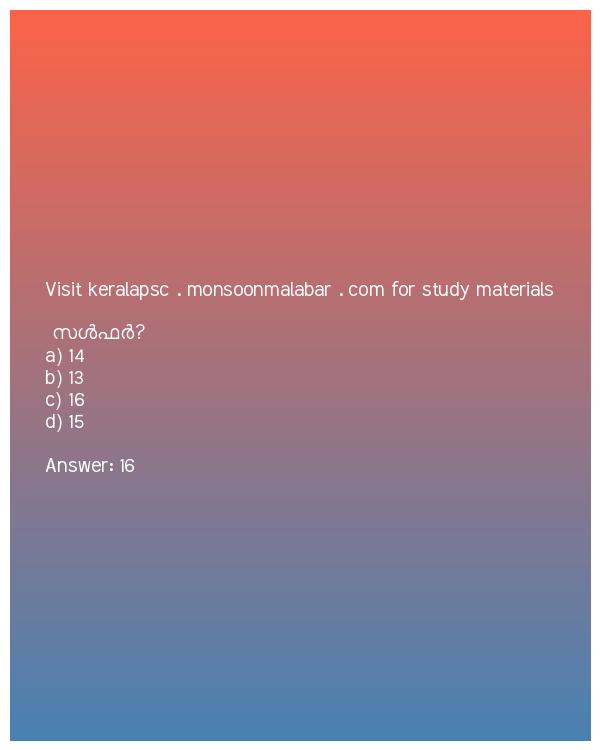 Visit keralapsc . monsoonmalabar . com for study materials
സൾഫർ?
a) 14
b) 13
c) 16
d) 15
Answer: 16